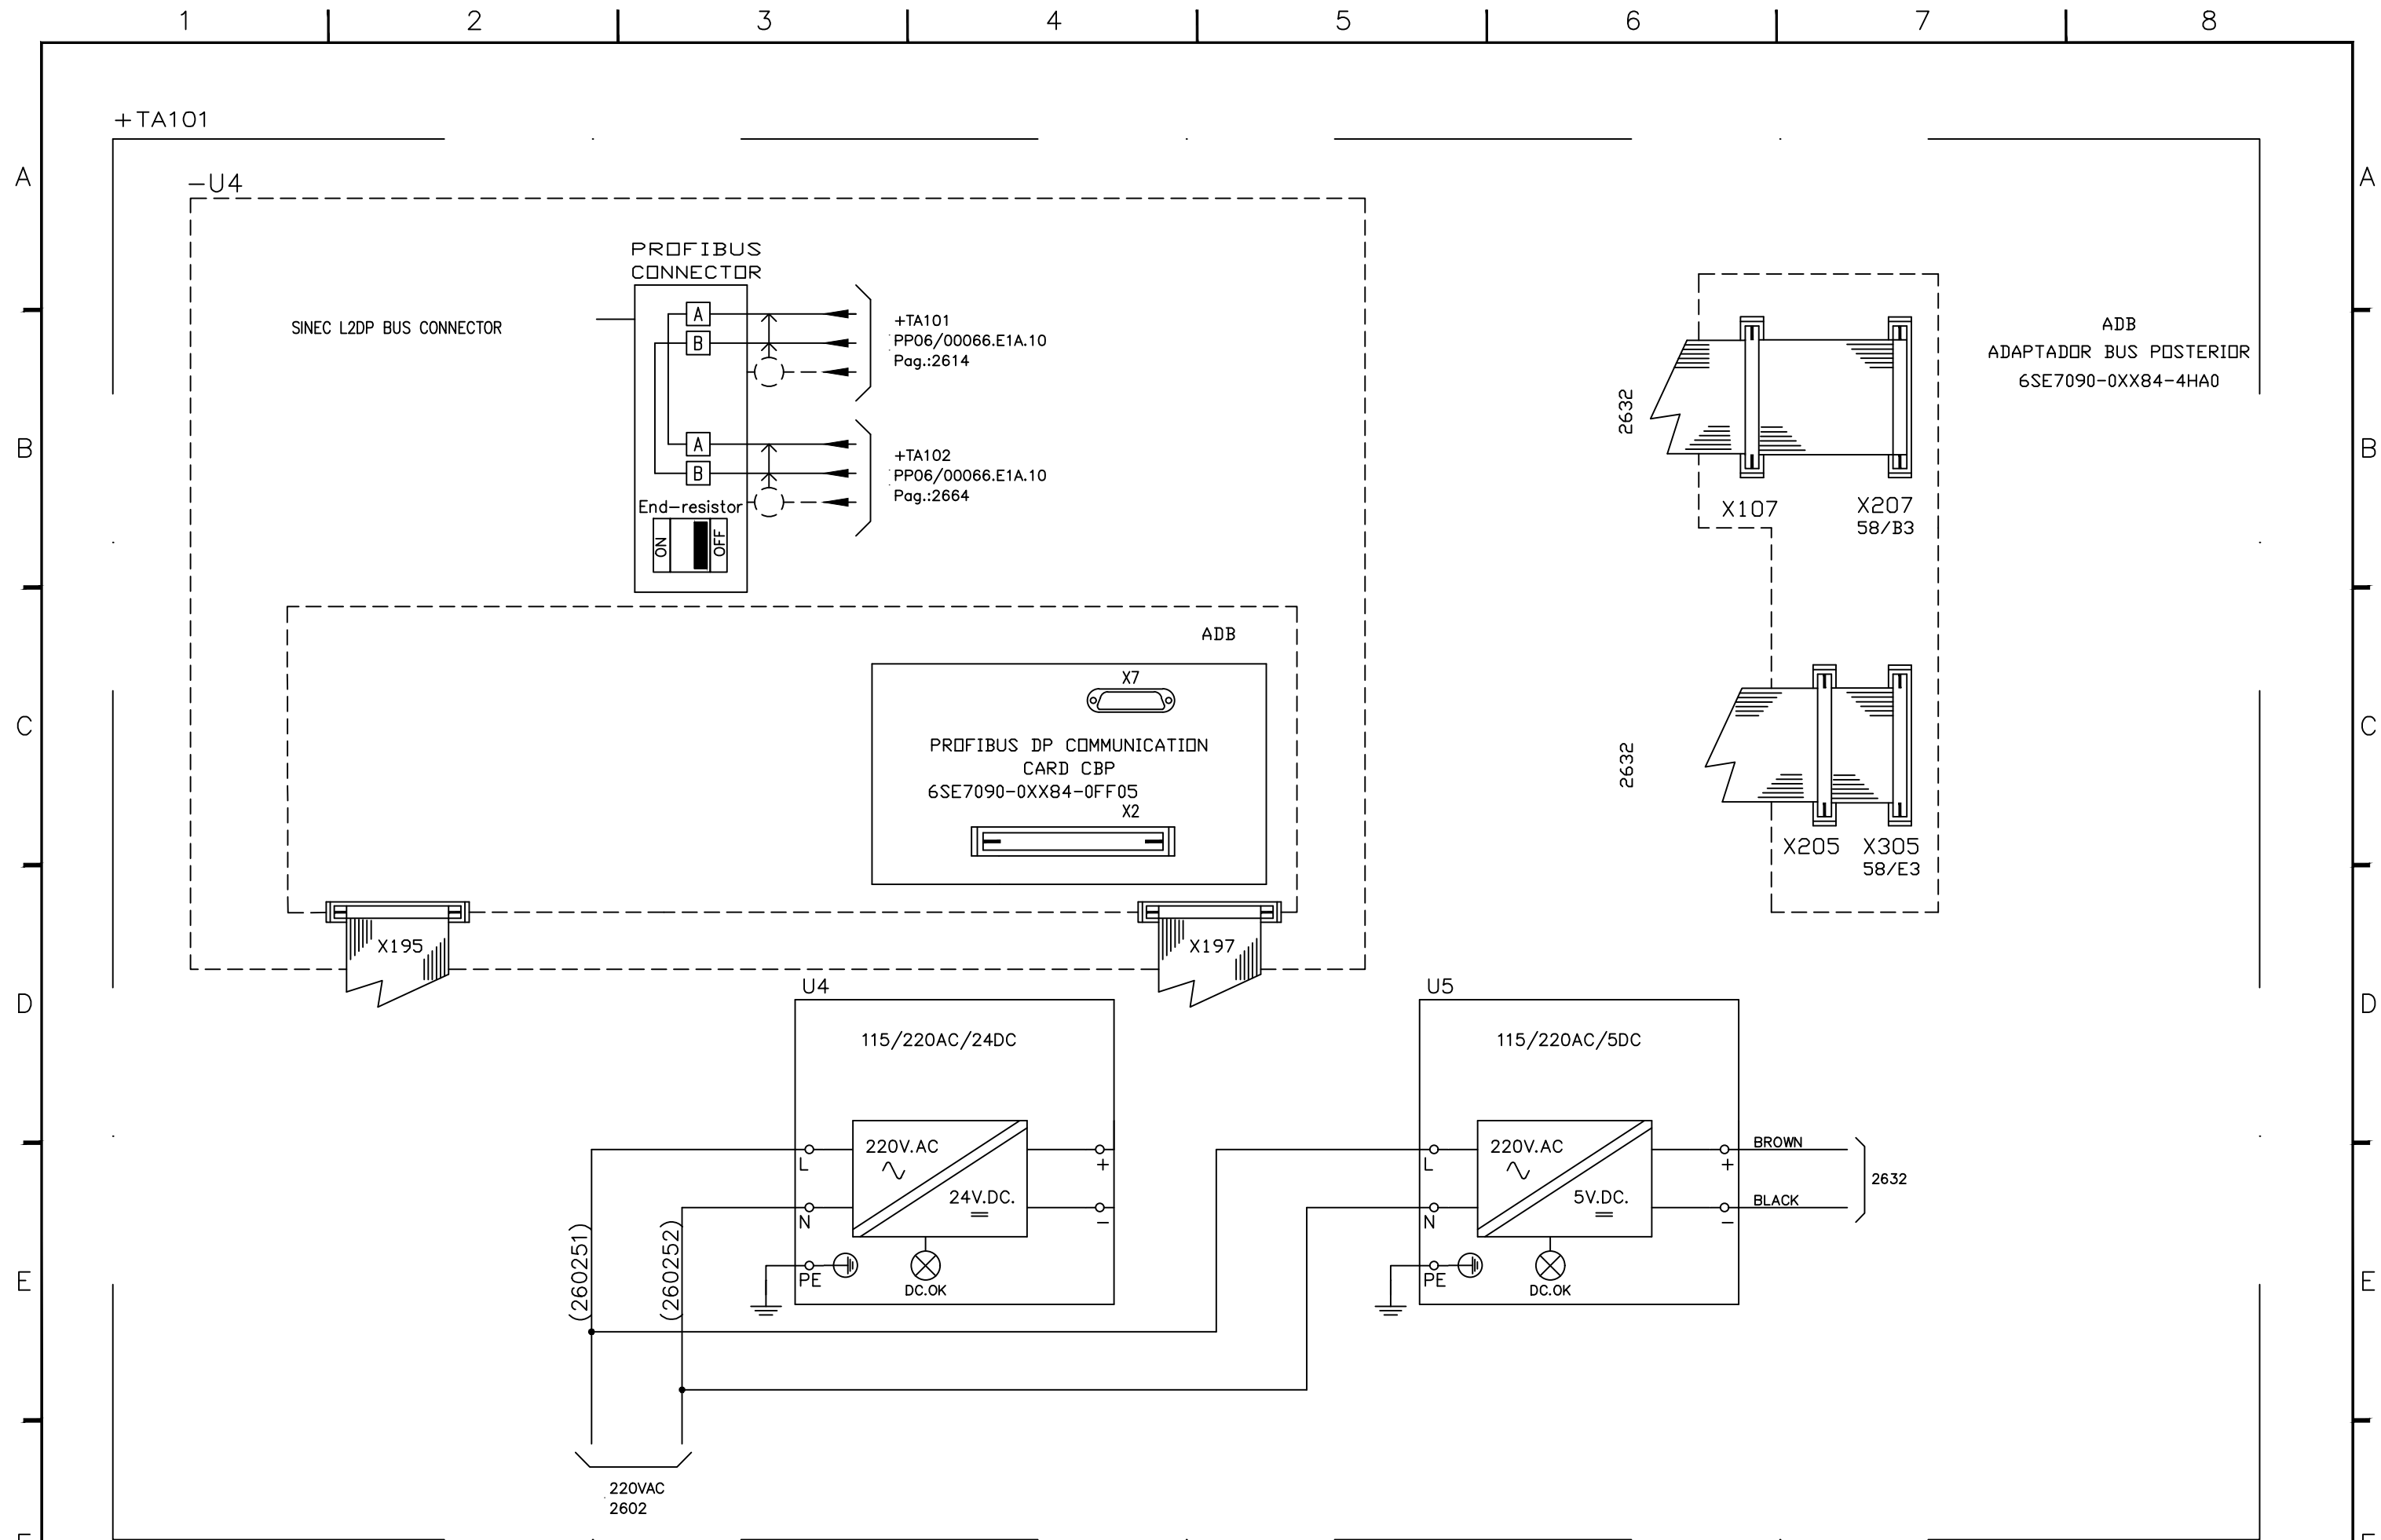 1 2 3 4 5 6 7 8
+TA101
A A
-U4
PROFIBUS
CONNECTOR
SINEC L2DP BUS CONNECTOR
A
B
+TA101
PP06/00066.E1A.10
Pag.:2614
A
B
+TA102
PP06/00066.E1A.10
Pag.:2664
End-resistor
ON OFF
2632
X107
X207
58/B3
ADB
ADAPTADOR BUS POSTERIOR
6SE7090-0XX84-4HA0
B B
ADB
X7
PROFIBUS DP COMMUNICATION
CARD CBP
6SE7090-0XX84-0FF05
X2
2632
X205
X305
58/E3
C C
X195
X197
D D
U4
115/220AC/24DC
220V.AC
24V.DC.
L
N
PE
+
-
DC.OK
U5
115/220AC/5DC
220V.AC
5V.DC.
L
N
PE
+
-
DC.OK
BROWN
BLACK
2632
(260251)
(260252)
E E
220VAC
2602